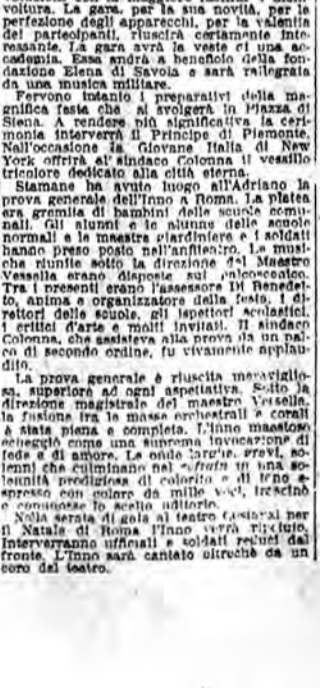 voltura. La gara, per la sua novità, per la
perfezione degli apparecchi, per la valentia
dei partecipanti, riuscirà certamente inte-
ressante. La gara avrà la veste di una ac-
cademia. Essa andrà a beneficio della fon-
dazione Elena di Savoia e sarà rallegrata
da una musica militare.
Fervono intanto i preparativi della ma-
gnifica festa che si svolgerà in Piazza di
Siena. A rendere più significativa la ceri-
monia interverrà il Principe di Piemonte.
Nall'occasione la Giovane Italia di New
York offrirà al sindaco Colonna il vessillo
tricolore dedicato alla città eterna.
Stamane ha avuto luogo all'Adriano la
prova generale dell'Inno a Roma. La platea
era gremita di bambini delle scuole comu-
nali. Gli alunni e le alunne delle scuole
normali e le maestre giardiniere e i soldati
hanno preso posto nell'anfiteatro. Le musi-
che riunite sotto la direzione del Maestro
Vessella erano disposte sul palcoscenico.
Tra i presenti erano l'assessore Di Benedet-
to, anima e organizzatore della festa, i di-
rettori delle scuole, gli ispettori scolastici,
i critici d'arte e molti invitati. Il sindaco
Colonna, che assisteva alla prova da un pal-
co di secondo ordine, fu vivamente applau-
dito.
La prova generale è riuscita meraviglio-
sa, superiore ad ogni aspettativa. Sotto la
direzione magistrale del maestro Vessella,
la fusione fra le masse orchestrali e corali
è stata piena e completa. L'inno maestoso
echeggiò come una suprema invocazione di
fede e di amore. Le onde larghe, gravi, so-
lenni che culminano nel refrain in una so-
lennità prodigiosa di colorito e di tono e-
spresso con calore da mille voci, trascinò
e commosse lo scelto uditorio.
Nella serata di gala al teatro Costanzi per
il Natale di Roma l'Inno verrà ripetuto.
Interverranno ufficiali e soldati reduci dal
fronte. L'Inno sarà cantato oltrechè da un
coro del teatro.